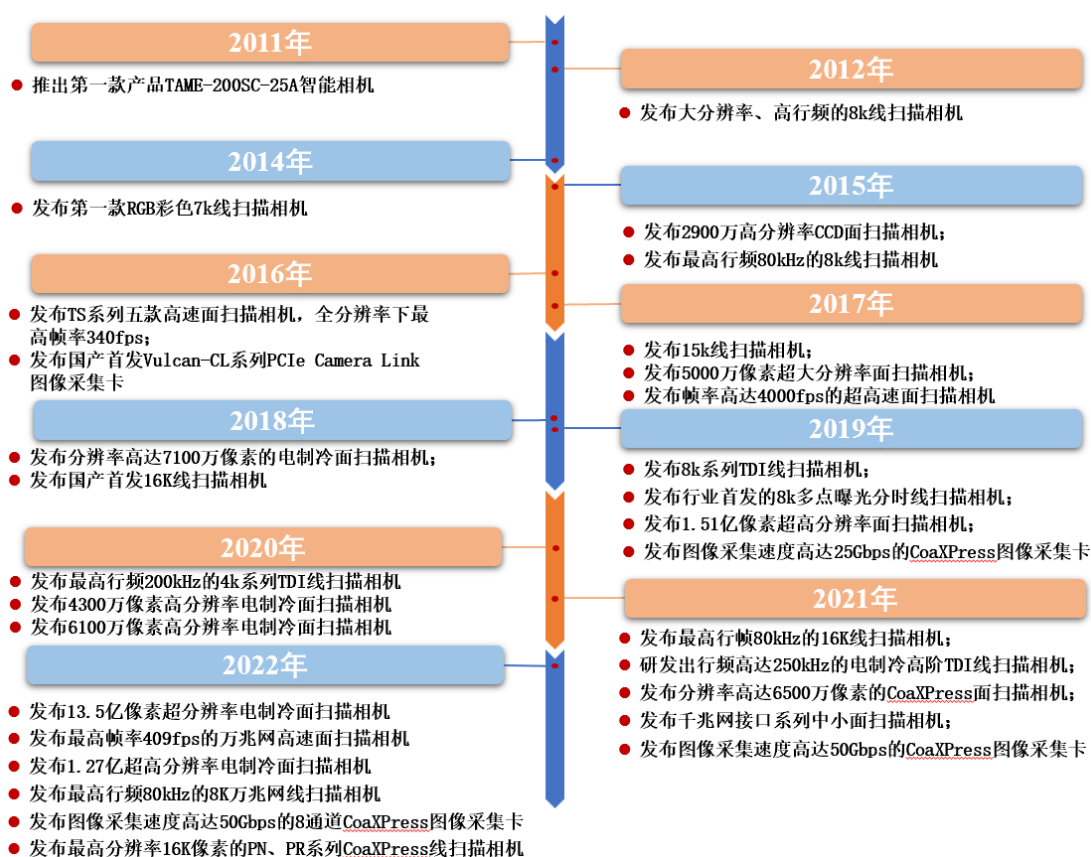 2011年
推出第一款产品TAME-200SC-25A智能相机
2012年
发布大分辨率、高行频的8k线扫描相机
2014年
发布第一款RGB彩色7k线扫描相机
2015年
发布2900万高分辨率CCD面扫描相机；
发布最高行频80kHz的8k线扫描相机
2016年
发布TS系列五款高速面扫描相机，全分辨率下最
高帧率340fps；
发布国产首发Vulcan-CL系列PCIe Camera Link
图像采集卡
2017年
发布15k线扫描相机；
发布5000万像素超大分辨率面扫描相机；
发布帧率高达4000fps的超高速面扫描相机
2018年
发布分辨率高达7100万像素的电制冷面扫描相机；
发布国产首发16K线扫描相机
2019年
发布8k系列TDI线扫描相机；
发布行业首发的8k多点曝光分时线扫描相机；
发布1.51亿像素超高分辨率面扫描相机；
发布图像采集速度高达25Gbps的CoaXPress图像采集卡
2020年
发布最高行频200kHz的4k系列TDI线扫描相机
发布4300万像素高分辨率电制冷面扫描相机
发布6100万像素高分辨率电制冷面扫描相机
2021年
发布最高行帧80kHz的16K线扫描相机；
研发出行频高达250kHz的电制冷高阶TDI线扫描相机；
发布分辨率高达6500万像素的CoaXPress面扫描相机；
发布千兆网接口系列中小面扫描相机；
发布图像采集速度高达50Gbps的CoaXPress图像采集卡
2022年
发布13.5亿像素超分辨率电制冷面扫描相机
发布最高帧率409fps的万兆网高速面扫描相机
发布1.27亿超高分辨率电制冷面扫描相机
发布最高行频80kHz的8K万兆网线扫描相机
发布图像采集速度高达50Gbps的8通道CoaXPress图像采集卡
发布最高分辨率16K像素的PN、PR系列CoaXPress线扫描相机